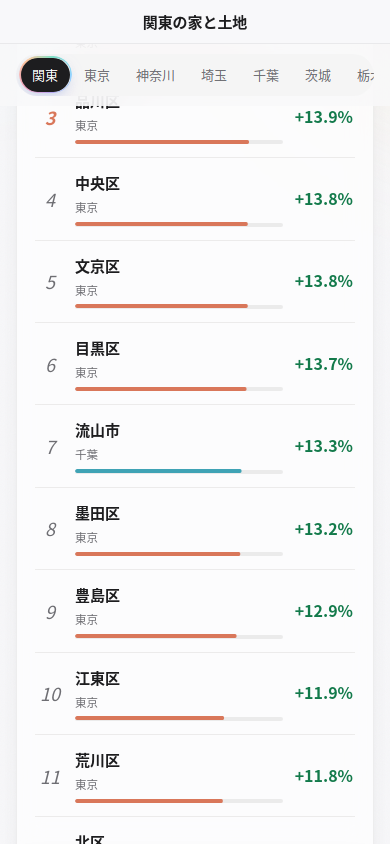 関東の家と土地
関東 東京 神奈川 埼玉 千葉 茨城
3 品川区 +13.9%
東京
4 中央区 +13.8%
東京
5 文京区 +13.8%
東京
6 目黒区 +13.7%
東京
7 流山市 +13.3%
千葉
8 墨田区 +13.2%
東京
9 豊島区 +12.9%
東京
10 江東区 +11.9%
東京
11 荒川区 +11.8%
東京
北区